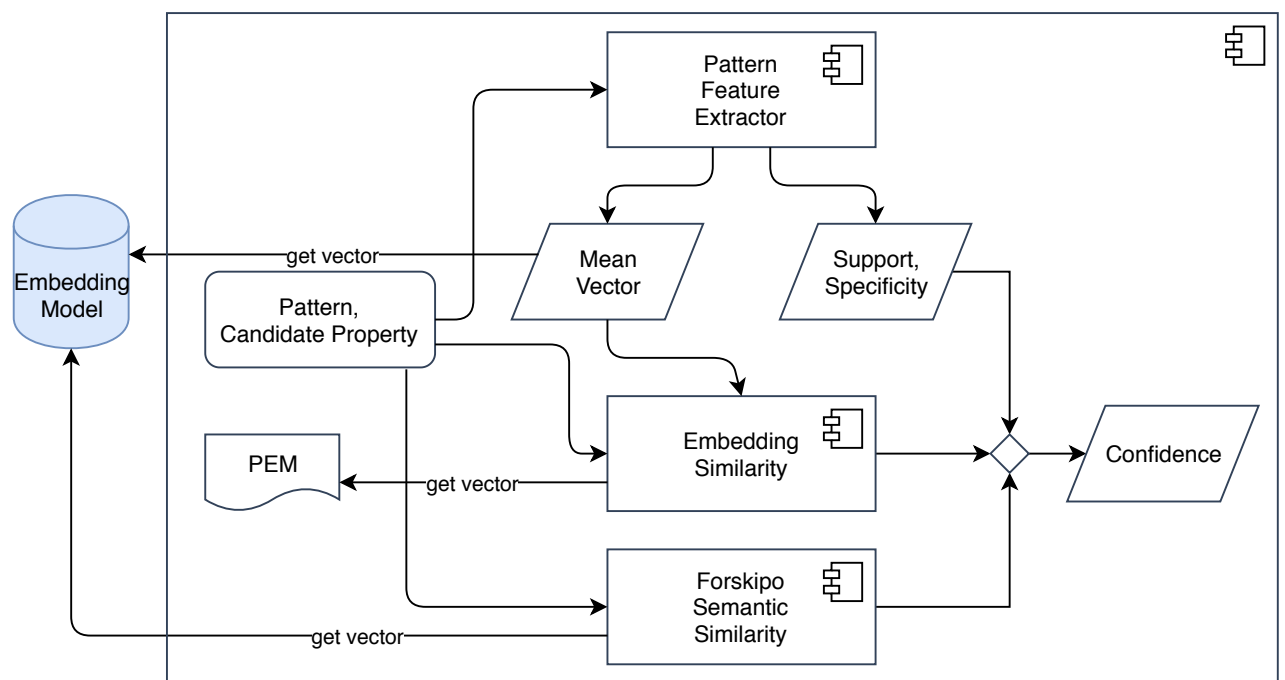 Pattern
Feature
Extractor
get vector
Mean
Vector
Support,
Specificity
Embedding
Model
Pattern,
Candidate Property
Embedding
Similarity
Confidence
PEM
get vector
Forskipo
Semantic
Similarity
get vector